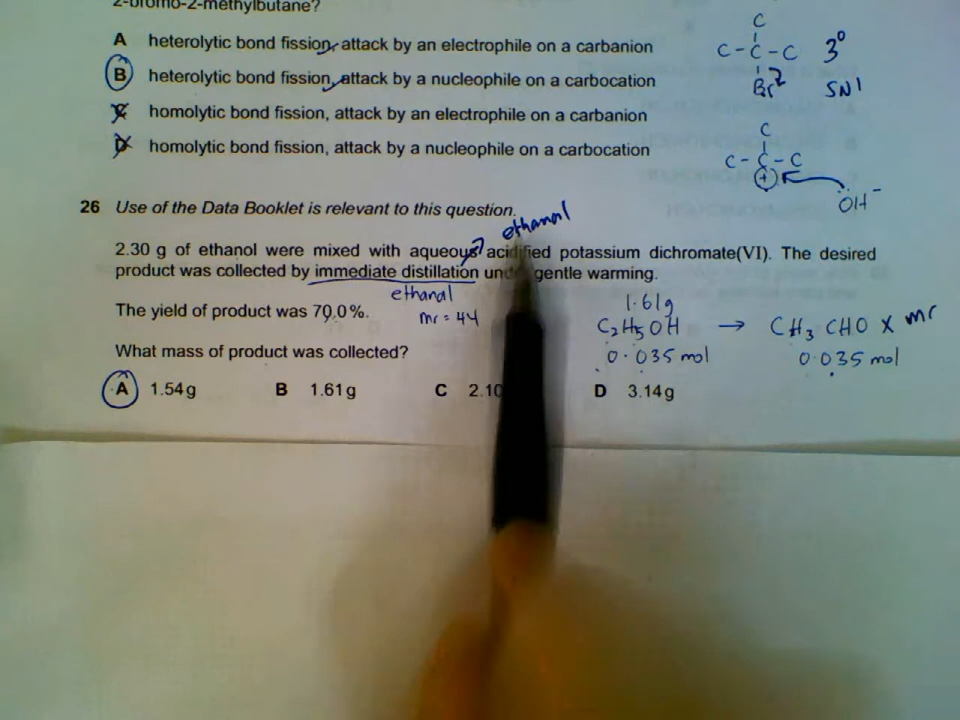 2-bromo-2-methylbutane?
A heterolytic bond fission, attack by an electrophile on a carbanion
B heterolytic bond fission, attack by a nucleophile on a carbocation
C homolytic bond fission, attack by an electrophile on a carbanion
D homolytic bond fission, attack by a nucleophile on a carbocation
C
C-C-C 3°
Br
SN1
C
C-C-C
+
:OH⁻
26 Use of the Data Booklet is relevant to this question.
ethanal
2.30 g of ethanol were mixed with aqueous acidified potassium dichromate(VI). The desired
product was collected by immediate distillation under gentle warming.
ethanal
The yield of product was 70.0%.
mr = 44
1.61g
C₂H₅OH → CH₃CHO × mr
0.035 mol 0.035 mol
What mass of product was collected?
A 1.54g B 1.61g C 2.10 D 3.14g